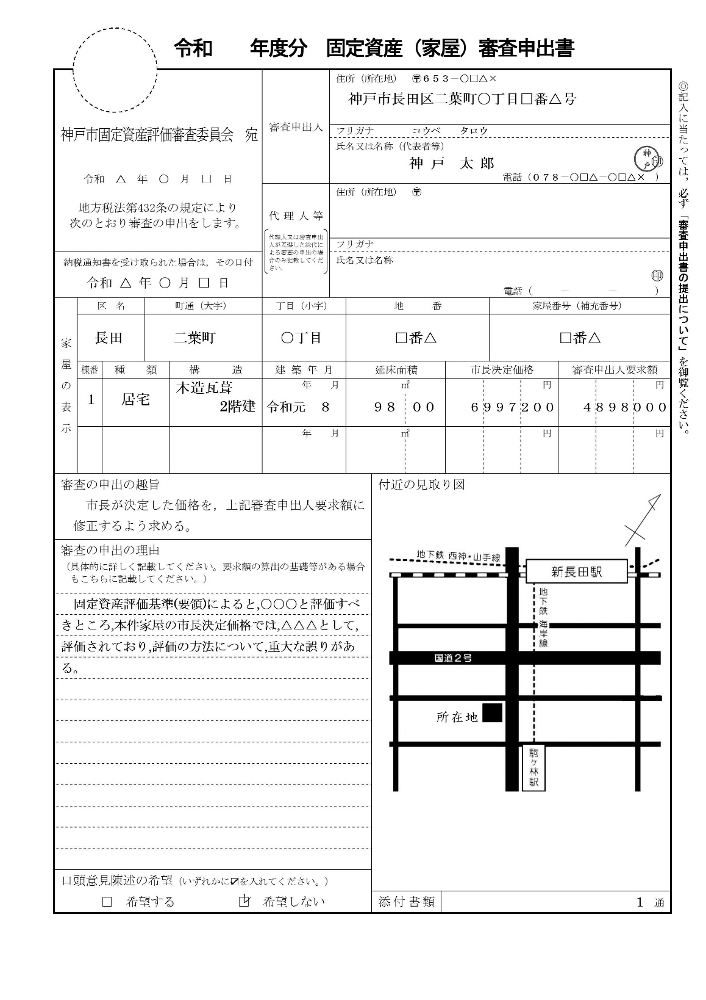 令和　　年度分　固定資産（家屋）審査申出書
神戸市固定資産評価審査委員会　宛
令和　△　年　〇　月　□　日
地方税法第432条の規定により
次のとおり審査の申出をします。
納税通知書を受け取られた場合は，その日付
令和 △ 年 〇 月 □ 日
審査申出人
住所（所在地）　〶６５３－〇□△×
神戸市長田区二葉町〇丁目□番△号
フリガナ　　　コウベ　　タロウ
氏名又は名称（代表者等）
神 戸　太 郎
神戸
㊞
電話（０７８－〇□△－〇□△×　）
代 理 人 等
代理人又は審査申出
人が互選した総代に
よる審査の申出の場
合のみ記載してくだ
さい。
住所（所在地）　〶
フリガナ
氏名又は名称
㊞
電話（　　　－　　　　－　　　　）
家屋の表示
区　名　町通（大字）　丁目（小字）　地　　番　家屋番号（補充番号）
長田　二葉町　〇丁目　□番△　□番△
棟番　種　　類　構　　造　建 築 年 月　延床面積　市長決定価格　審査申出人要求額
年　月　㎡　円　円
1　居宅　木造瓦葺
2階建　令和元　8　９８ ００　６９９７２００　４８９８０００
年　月　㎡　円　円
審査の申出の趣旨
市長が決定した価格を，上記審査申出人要求額に
修正するよう求める。
審査の申出の理由
（具体的に詳しく記載してください。要求額の算出の基礎等がある場合
もこちらに記載してください。）
固定資産評価基準(要領)によると,〇〇〇と評価すべ
きところ,本件家屋の市長決定価格では,△△△として,
評価されており,評価の方法について,重大な誤りがあ
る。
口頭意見陳述の希望（いずれかに☑を入れてください。）
□　希望する　　　　☑　希望しない
付近の見取り図
地下鉄 西神・山手線
新長田駅
地下鉄 海岸線
国道２号
所在地
駒ヶ林駅
添付書類　1　通
◎記入に当たっては，必ず「審査申出書の提出について」を御覧ください。